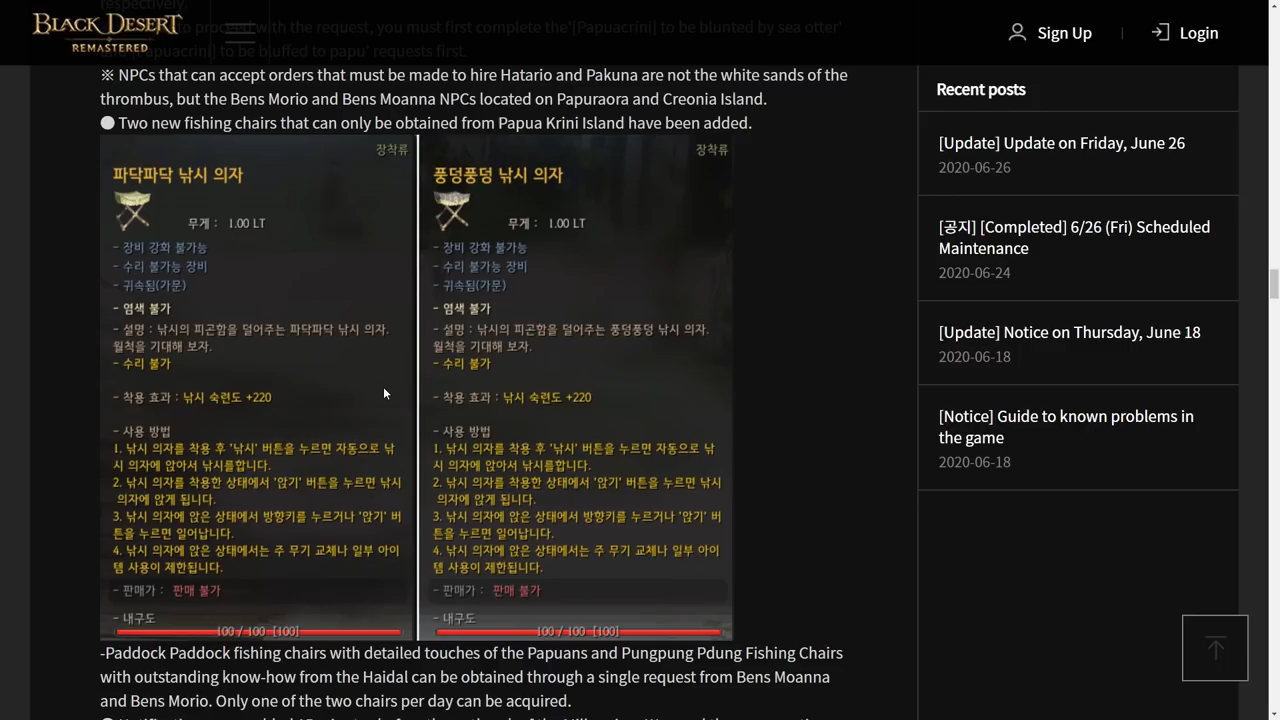 BLACK DESERT
REMASTERED
Sign Up
Login
respectively.
to proceed with the request, you must first complete the'[Papuacrini] to be blunted by sea otter'
and '[Papuacrini] to be bluffed to papu' requests first.
※ NPCs that can accept orders that must be made to hire Hatario and Pakuna are not the white sands of the
thrombus, but the Bens Morio and Bens Moanna NPCs located on Papuraora and Creonia Island.
● Two new fishing chairs that can only be obtained from Papua Krini Island have been added.
장착류
파닥파닥 낚시 의자
무게 : 1.00 LT
- 장비 강화 불가능
- 수리 불가능 장비
- 귀속됨(가문)
- 염색 불가
- 설명 : 낚시의 피곤함을 덜어주는 파닥파닥 낚시 의자.
월척을 기대해 보자.
- 수리 불가
- 착용 효과 : 낚시 숙련도 +220
- 사용 방법
1. 낚시 의자를 착용 후 '낚시' 버튼을 누르면 자동으로 낚
시 의자에 앉아서 낚시를합니다.
2. 낚시 의자를 착용한 상태에서 '앉기' 버튼을 누르면 낚시
의자에 앉게 됩니다.
3. 낚시 의자에 앉은 상태에서 방향키를 누르거나 '앉기' 버
튼을 누르면 일어납니다.
4. 낚시 의자에 앉은 상태에서는 주 무기 교체나 일부 아이
템 사용이 제한됩니다.
- 판매가 : 판매 불가
- 내구도
100 / 100 [100]
장착류
풍덩풍덩 낚시 의자
무게 : 1.00 LT
- 장비 강화 불가능
- 수리 불가능 장비
- 귀속됨(가문)
- 염색 불가
- 설명 : 낚시의 피곤함을 덜어주는 풍덩풍덩 낚시 의자.
월척을 기대해 보자.
- 수리 불가
- 착용 효과 : 낚시 숙련도 +220
- 사용 방법
1. 낚시 의자를 착용 후 '낚시' 버튼을 누르면 자동으로 낚
시 의자에 앉아서 낚시를합니다.
2. 낚시 의자를 착용한 상태에서 '앉기' 버튼을 누르면 낚시
의자에 앉게 됩니다.
3. 낚시 의자에 앉은 상태에서 방향키를 누르거나 '앉기' 버
튼을 누르면 일어납니다.
4. 낚시 의자에 앉은 상태에서는 주 무기 교체나 일부 아이
템 사용이 제한됩니다.
- 판매가 : 판매 불가
- 내구도
100 / 100 [100]
-Paddock Paddock fishing chairs with detailed touches of the Papuans and Pungpung Pdung Fishing Chairs
with outstanding know-how from the Haidal can be obtained through a single request from Bens Moanna
and Bens Morio. Only one of the two chairs per day can be acquired.
Recent posts
[Update] Update on Friday, June 26
2020-06-26
[공지] [Completed] 6/26 (Fri) Scheduled
Maintenance
2020-06-24
[Update] Notice on Thursday, June 18
2020-06-18
[Notice] Guide to known problems in
the game
2020-06-18